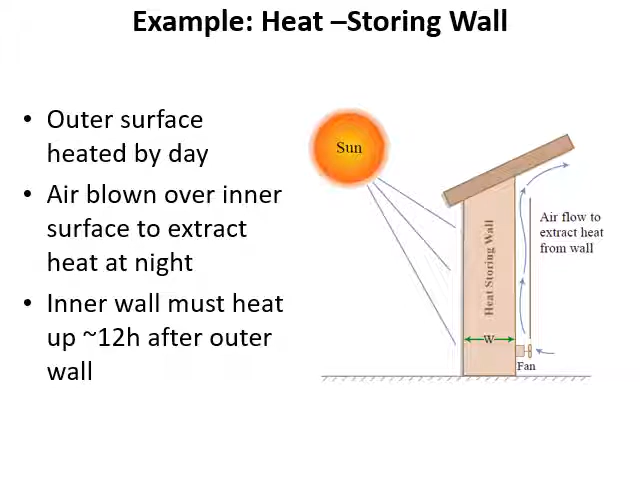 Example: Heat –Storing Wall
• Outer surface
heated by day
• Air blown over inner
surface to extract
heat at night
• Inner wall must heat
up ~12h after outer
wall
Sun
Heat Storing Wall
Air flow to
extract heat
from wall
W
Fan